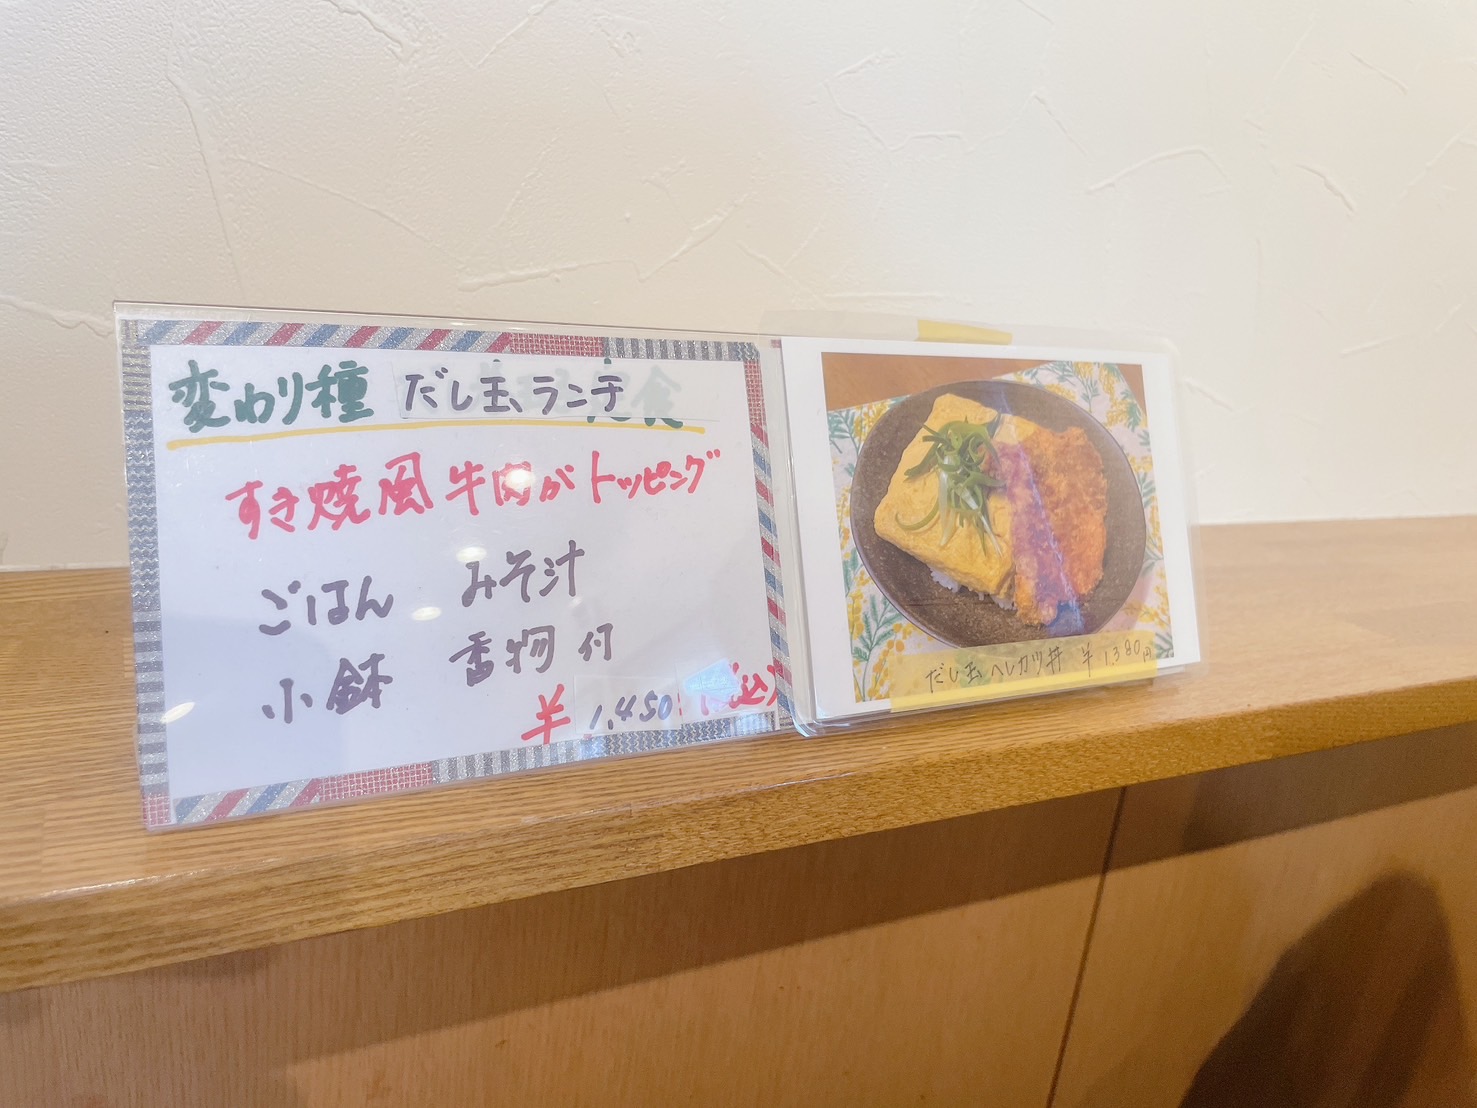 変わり種 だし玉ランチ
すき焼風牛肉がトッピング
ごはん みそ汁
小鉢 香物付
¥1,450 込)
だし玉ヘレカツ丼 ¥1,380円